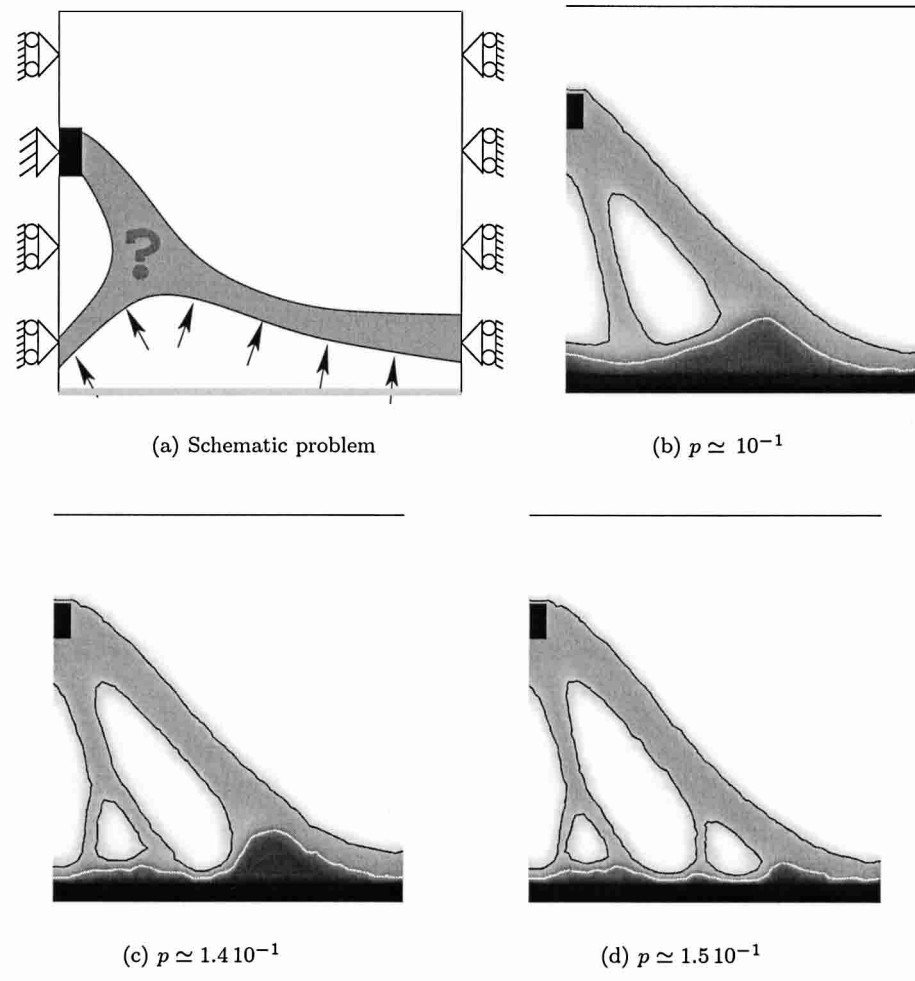 ?
(a) Schematic problem
(b) p ≃ 10⁻¹
(c) p ≃ 1.4 10⁻¹
(d) p ≃ 1.5 10⁻¹